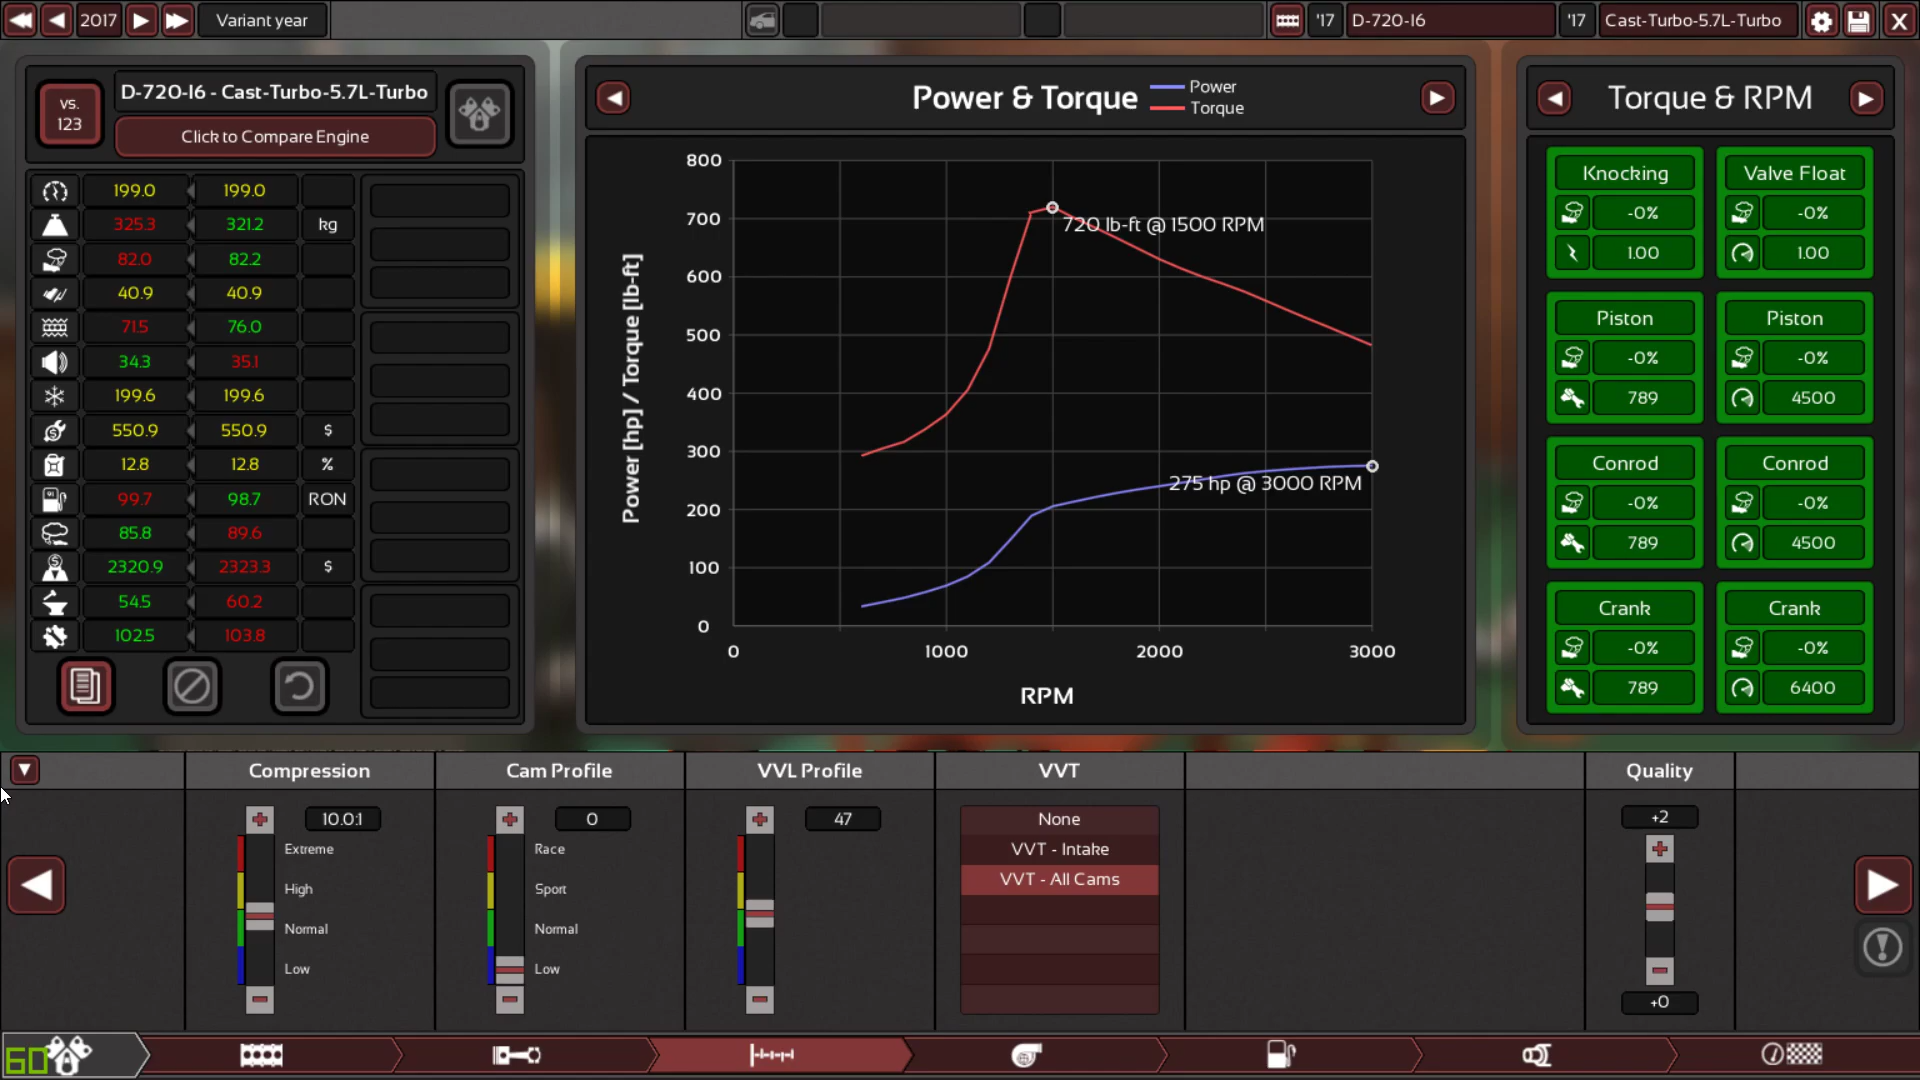 2017
Variant year
'17
D-720-I6
'17
Cast-Turbo-5.7L-Turbo
vs. 123
D-720-I6 - Cast-Turbo-5.7L-Turbo
Click to Compare Engine
199.0 199.0
325.3 321.2 kg
82.0 82.2
40.9 40.9
71.5 76.0
34.3 35.1
199.6 199.6
550.9 550.9 $
12.8 12.8 %
99.7 98.7 RON
85.8 89.6
2320.9 2323.3 $
54.5 60.2
102.5 103.8
Power & Torque
Power
Torque
Power [hp] / Torque [lb-ft]
800
700
600
500
400
300
200
100
0
720 lb-ft @ 1500 RPM
275 hp @ 3000 RPM
0 1000 2000 3000
RPM
Torque & RPM
Knocking Valve Float
-0% -0%
1.00 1.00
Piston Piston
-0% -0%
789 4500
Conrod Conrod
-0% -0%
789 4500
Crank Crank
-0% -0%
789 6400
Compression
10.0:1
Extreme
High
Normal
Low
Cam Profile
0
Race
Sport
Normal
Low
VVL Profile
47
VVT
None
VVT - Intake
VVT - All Cams
Quality
+2
+0
60